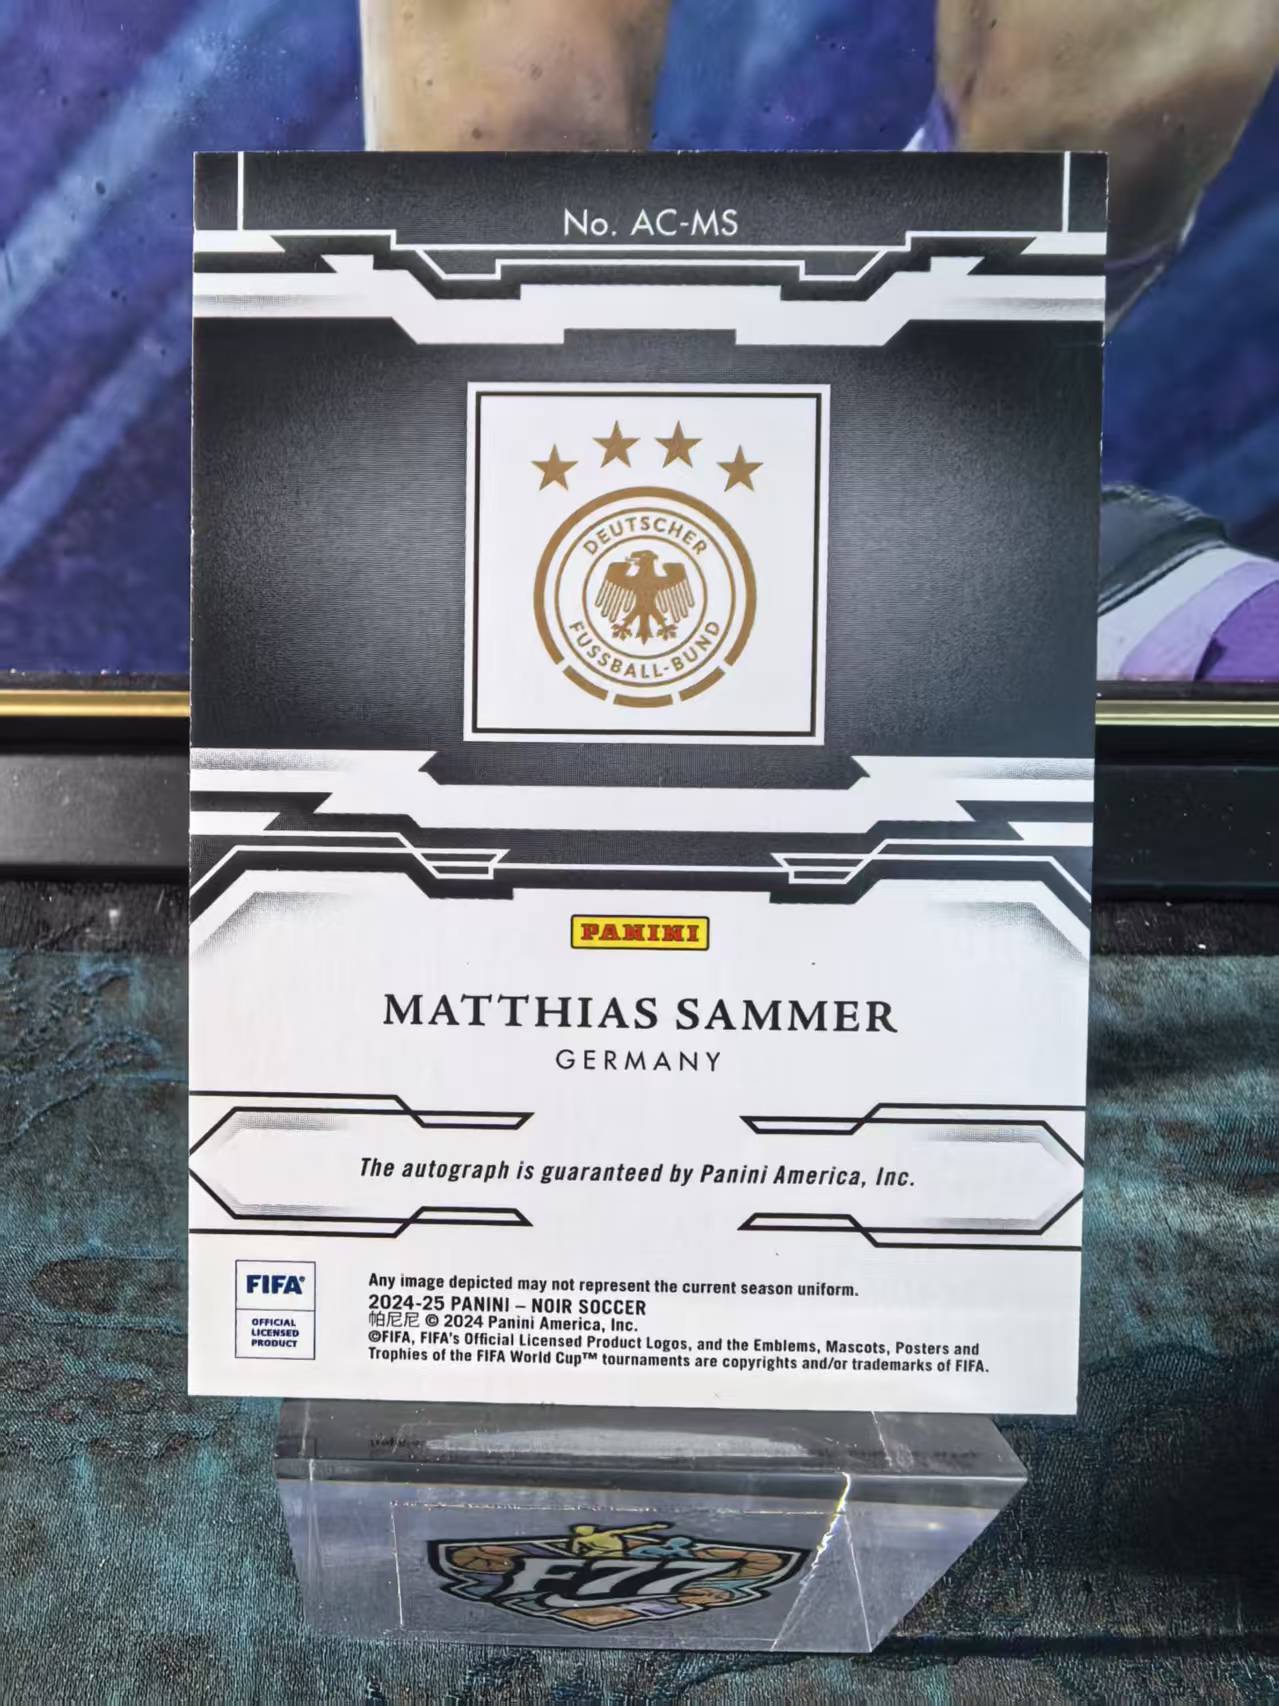 No. AC-MS
DEUTSCHER
FUSSBALL-BUND
PANINI
MATTHIAS SAMMER
GERMANY
The autograph is guaranteed by Panini America, Inc.
FIFA®
OFFICIAL
LICENSED
PRODUCT
Any image depicted may not represent the current season uniform.
2024-25 PANINI – NOIR SOCCER
帕尼尼 © 2024 Panini America, Inc.
©FIFA, FIFA's Official Licensed Product Logos, and the Emblems, Mascots, Posters and
Trophies of the FIFA World Cup™ tournaments are copyrights and/or trademarks of FIFA.
F77